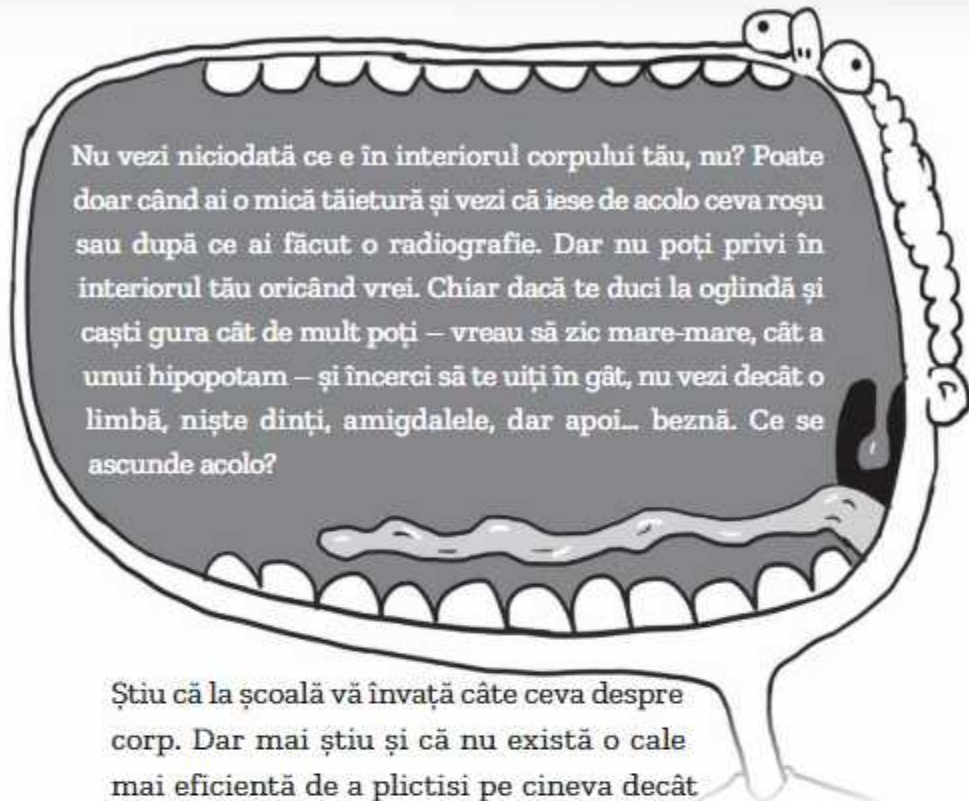 Nu vezi niciodată ce e în interiorul corpului tău, nu? Poate
doar când ai o mică tăietură și vezi că iese de acolo ceva roșu
sau după ce ai făcut o radiografie. Dar nu poți privi în
interiorul tău oricând vrei. Chiar dacă te duci la oglindă și
caști gura cât de mult poți – vreau să zic mare-mare, cât a
unui hipopotam – și încerci să te uiți în gât, nu vezi decât o
limbă, niște dinți, amigdalele, dar apoi... beznă. Ce se
ascunde acolo?
Știu că la școală vă învață câte ceva despre
corp. Dar mai știu și că nu există o cale
mai eficientă de a plictisi pe cineva decât